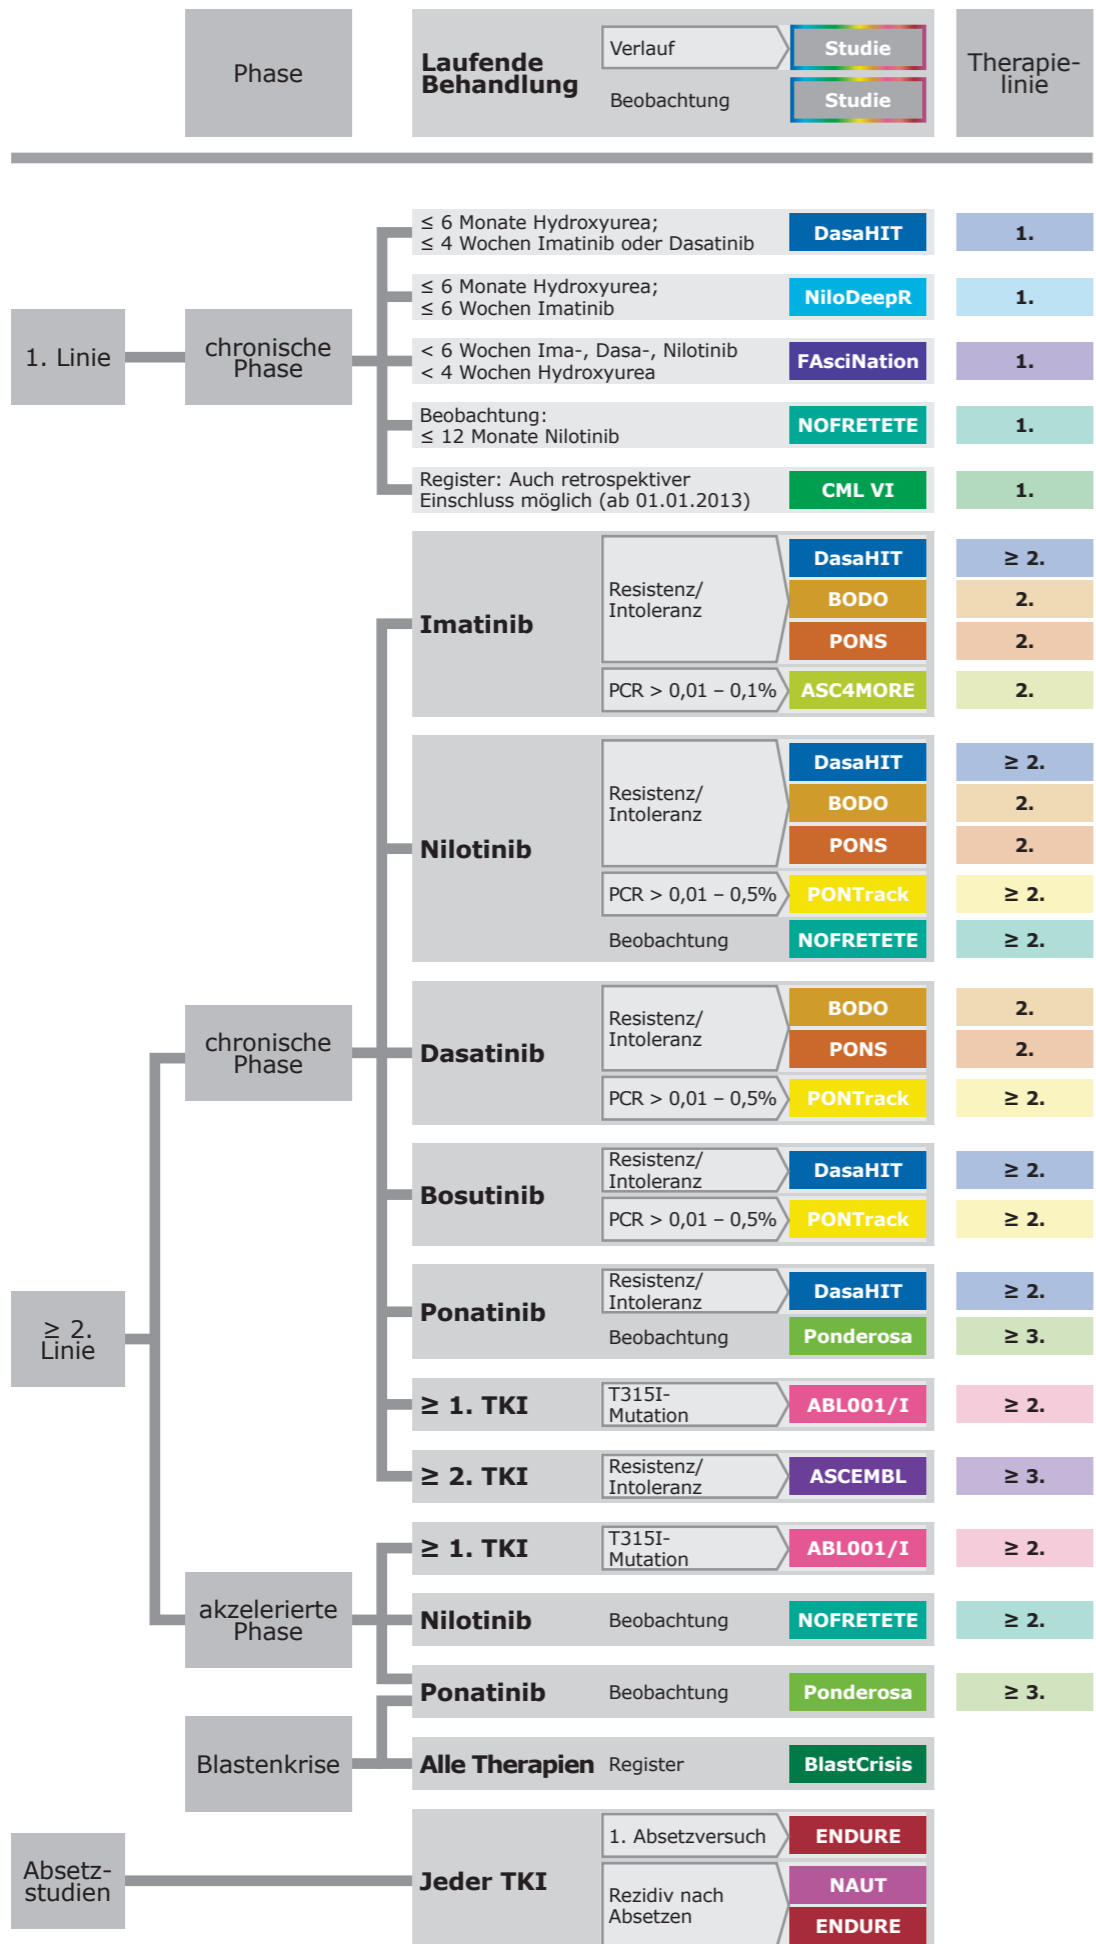 Phase
Laufende
Behandlung
Verlauf
Studie
Beobachtung
Studie
Therapie-
linie
1. Linie
chronische
Phase
≤ 6 Monate Hydroxyurea;
≤ 4 Wochen Imatinib oder Dasatinib
DasaHIT
1.
≤ 6 Monate Hydroxyurea;
≤ 6 Wochen Imatinib
NiloDeepR
1.
< 6 Wochen Ima-, Dasa-, Nilotinib
< 4 Wochen Hydroxyurea
FAsciNation
1.
Beobachtung:
≤ 12 Monate Nilotinib
NOFRETETE
1.
Register: Auch retrospektiver
Einschluss möglich (ab 01.01.2013)
CML VI
1.
≥ 2.
Linie
chronische
Phase
Imatinib
Resistenz/
Intoleranz
DasaHIT
≥ 2.
BODO
2.
PONS
2.
PCR > 0,01 – 0,1%
ASC4MORE
2.
Nilotinib
Resistenz/
Intoleranz
DasaHIT
≥ 2.
BODO
2.
PONS
2.
PCR > 0,01 – 0,5%
PONTrack
≥ 2.
Beobachtung
NOFRETETE
≥ 2.
Dasatinib
Resistenz/
Intoleranz
BODO
2.
PONS
2.
PCR > 0,01 – 0,5%
PONTrack
≥ 2.
Bosutinib
Resistenz/
Intoleranz
DasaHIT
≥ 2.
PCR > 0,01 – 0,5%
PONTrack
≥ 2.
Ponatinib
Resistenz/
Intoleranz
DasaHIT
≥ 2.
Beobachtung
Ponderosa
≥ 3.
≥ 1. TKI
T315I-
Mutation
ABL001/I
≥ 2.
≥ 2. TKI
Resistenz/
Intoleranz
ASCEMBL
≥ 3.
akzelerierte
Phase
≥ 1. TKI
T315I-
Mutation
ABL001/I
≥ 2.
Nilotinib
Beobachtung
NOFRETETE
≥ 2.
Ponatinib
Beobachtung
Ponderosa
≥ 3.
Blastenkrise
Alle Therapien
Register
BlastCrisis
Absetz-
studien
Jeder TKI
1. Absetzversuch
ENDURE
Rezidiv nach
Absetzen
NAUT
ENDURE